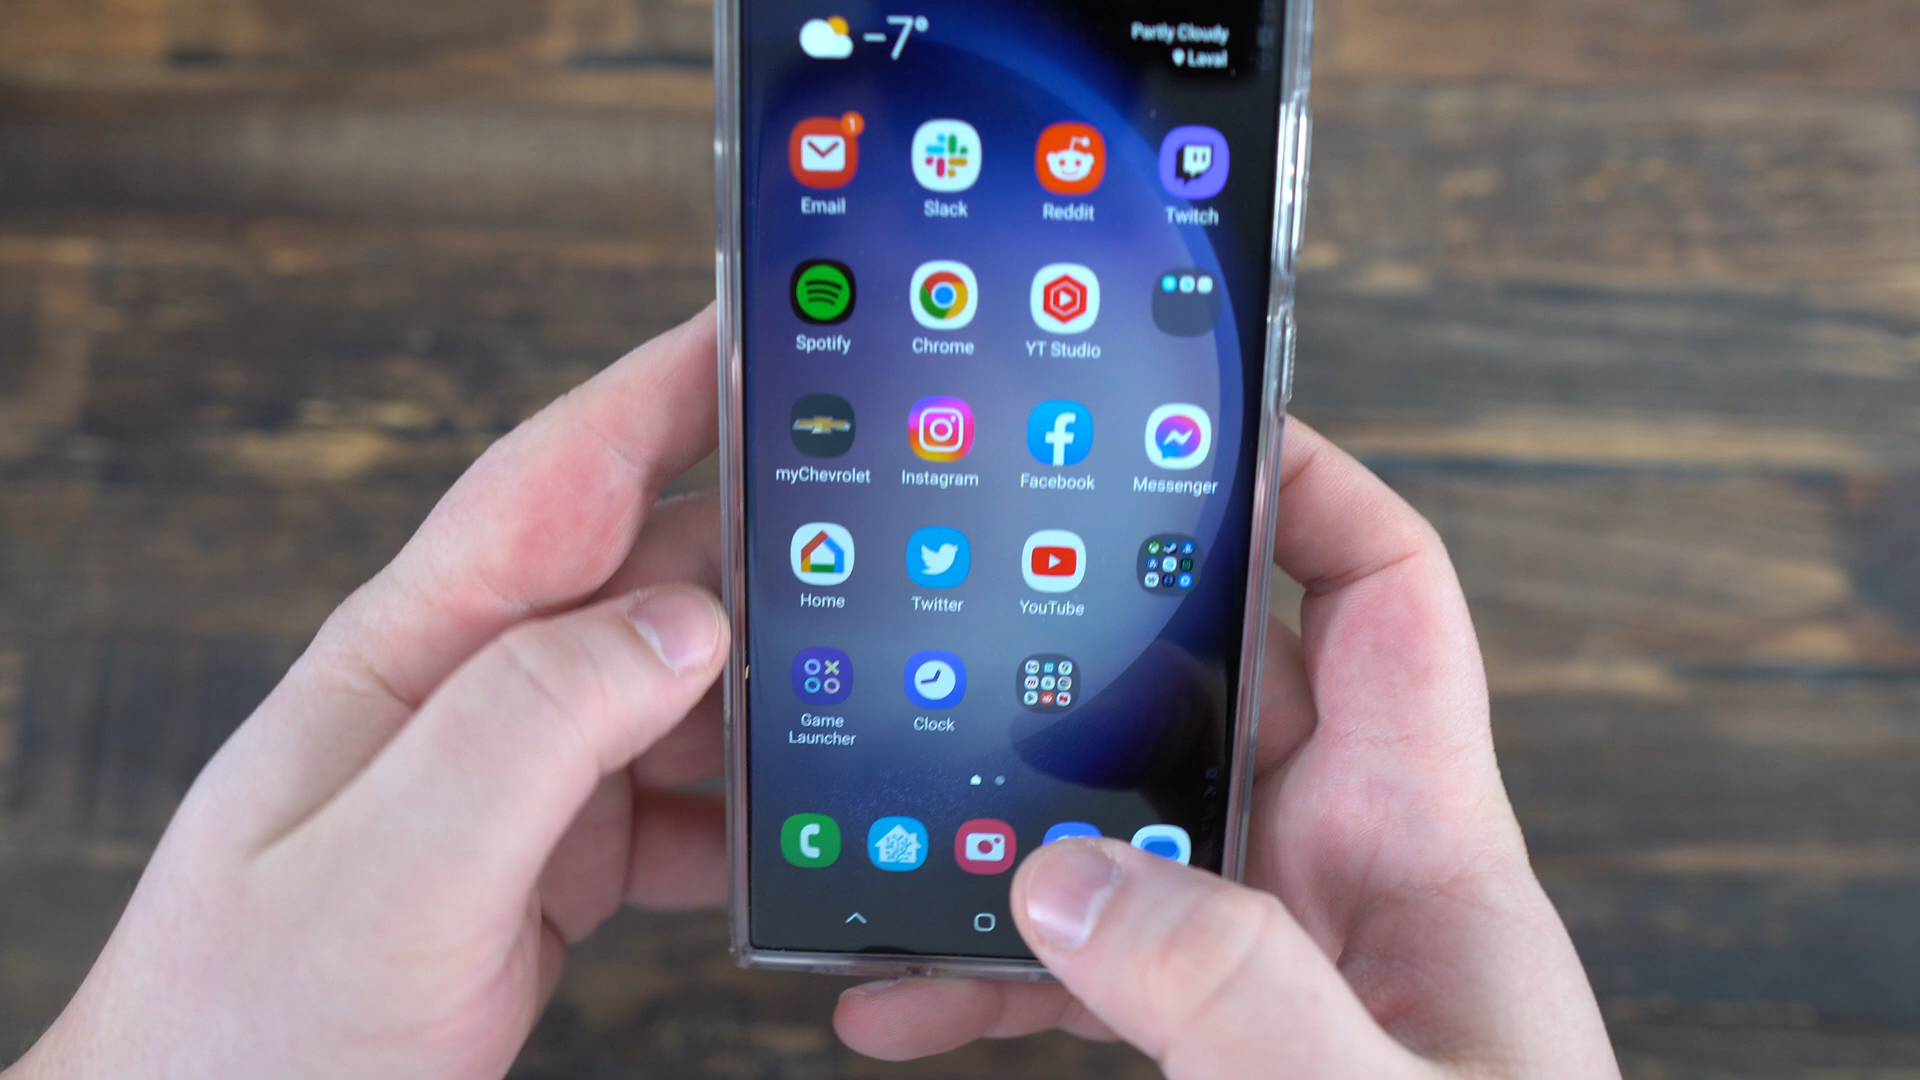 -7°
Partly Cloudy
Laval
1
Email
Slack
Reddit
Twitch
Spotify
Chrome
YT Studio
myChevrolet
Instagram
Facebook
Messenger
Home
Twitter
YouTube
Game
Launcher
Clock